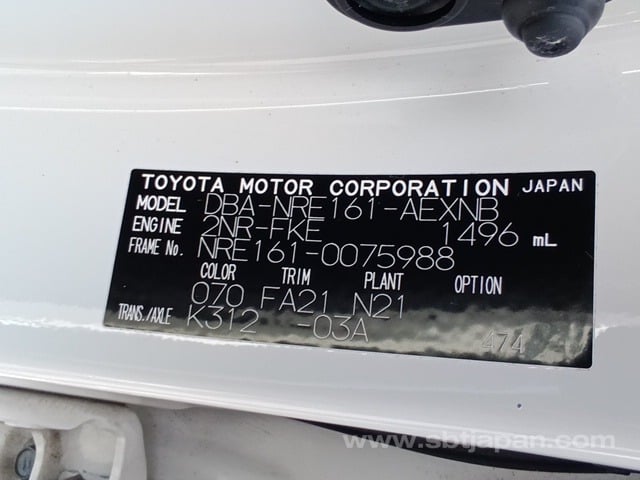 TOYOTA MOTOR CORPORATION JAPAN
MODEL DBA-NRE161-AEXNB
ENGINE 2NR-FKE 1496 mL
FRAME No. NRE161-0075988
COLOR TRIM PLANT OPTION
070 FA21 N21
TRANS./AXLE K312 -03A
474
www.sbtjapan.com